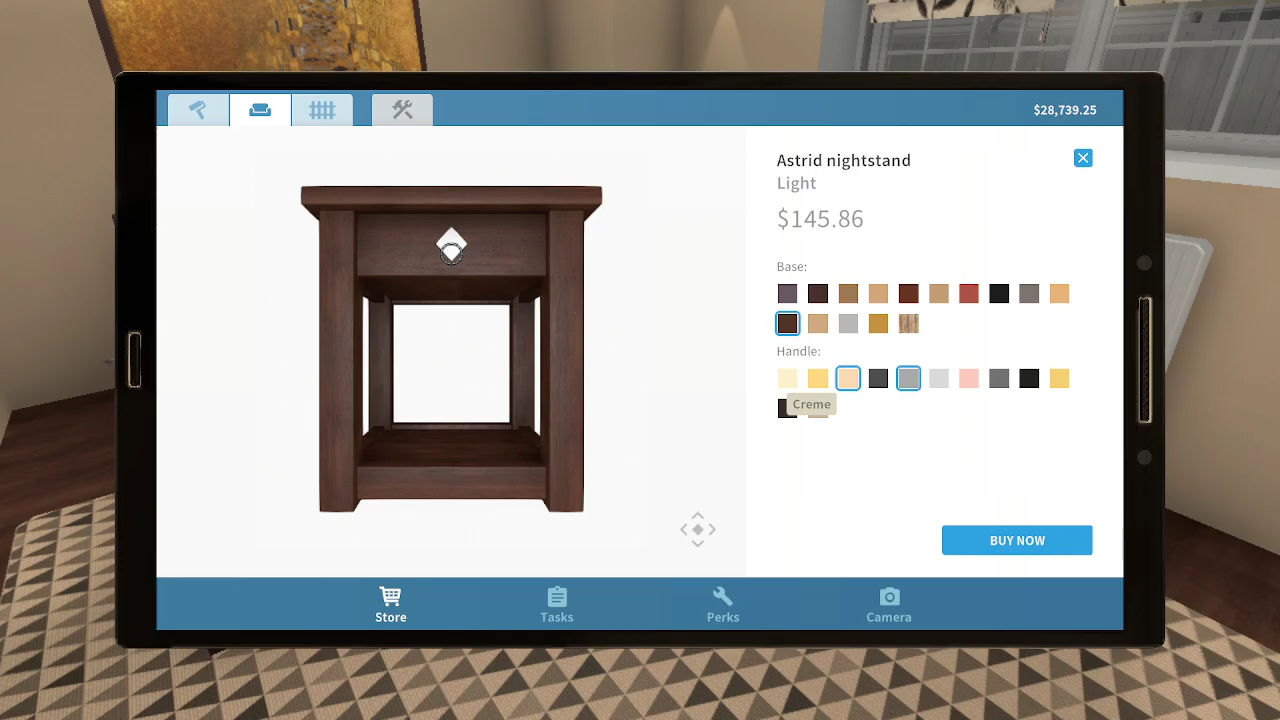 $28,739.25
Astrid nightstand
Light
$145.86
Base:
Handle:
Creme
BUY NOW
Store
Tasks
Perks
Camera